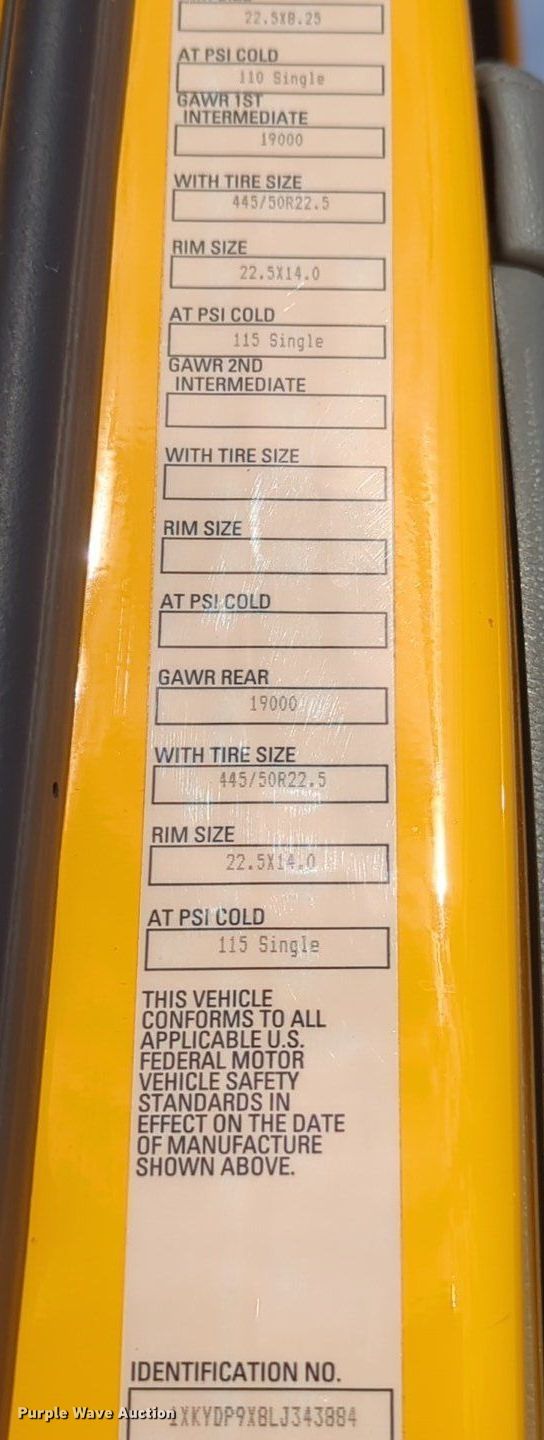 22.5X8.25
AT PSI COLD
110 Single
GAWR 1ST
INTERMEDIATE
19000
WITH TIRE SIZE
445/50R22.5
RIM SIZE
22.5X14.0
AT PSI COLD
115 Single
GAWR 2ND
INTERMEDIATE
WITH TIRE SIZE
RIM SIZE
AT PSI COLD
GAWR REAR
19000
WITH TIRE SIZE
445/50R22.5
RIM SIZE
22.5X14.0
AT PSI COLD
115 Single
THIS VEHICLE
CONFORMS TO ALL
APPLICABLE U.S.
FEDERAL MOTOR
VEHICLE SAFETY
STANDARDS IN
EFFECT ON THE DATE
OF MANUFACTURE
SHOWN ABOVE.
IDENTIFICATION NO.
1XKYDP9X8LJ343884
Purple Wave Auction